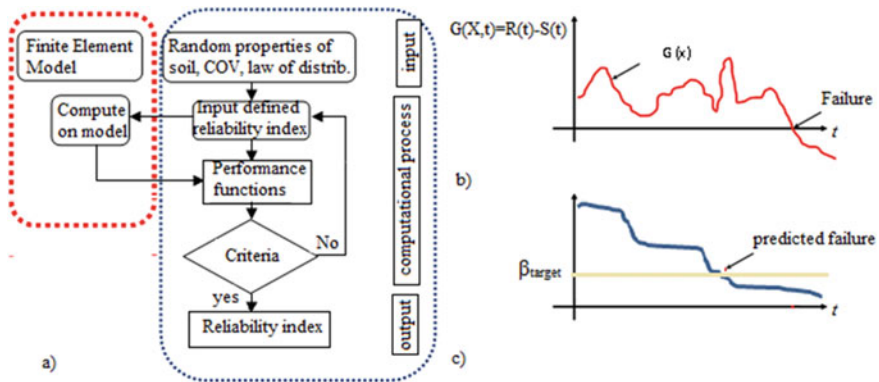 Finite Element
Model
Compute
on model
Random properties of
soil, COV, law of distrib.
Input defined
reliability index
Performance
functions
Criteria
No
yes
Reliability index
input
computational process
output
a)
G(X,t)=R(t)-S(t)
G (x)
Failure
t
b)
βtarget
predicted failure
t
c)